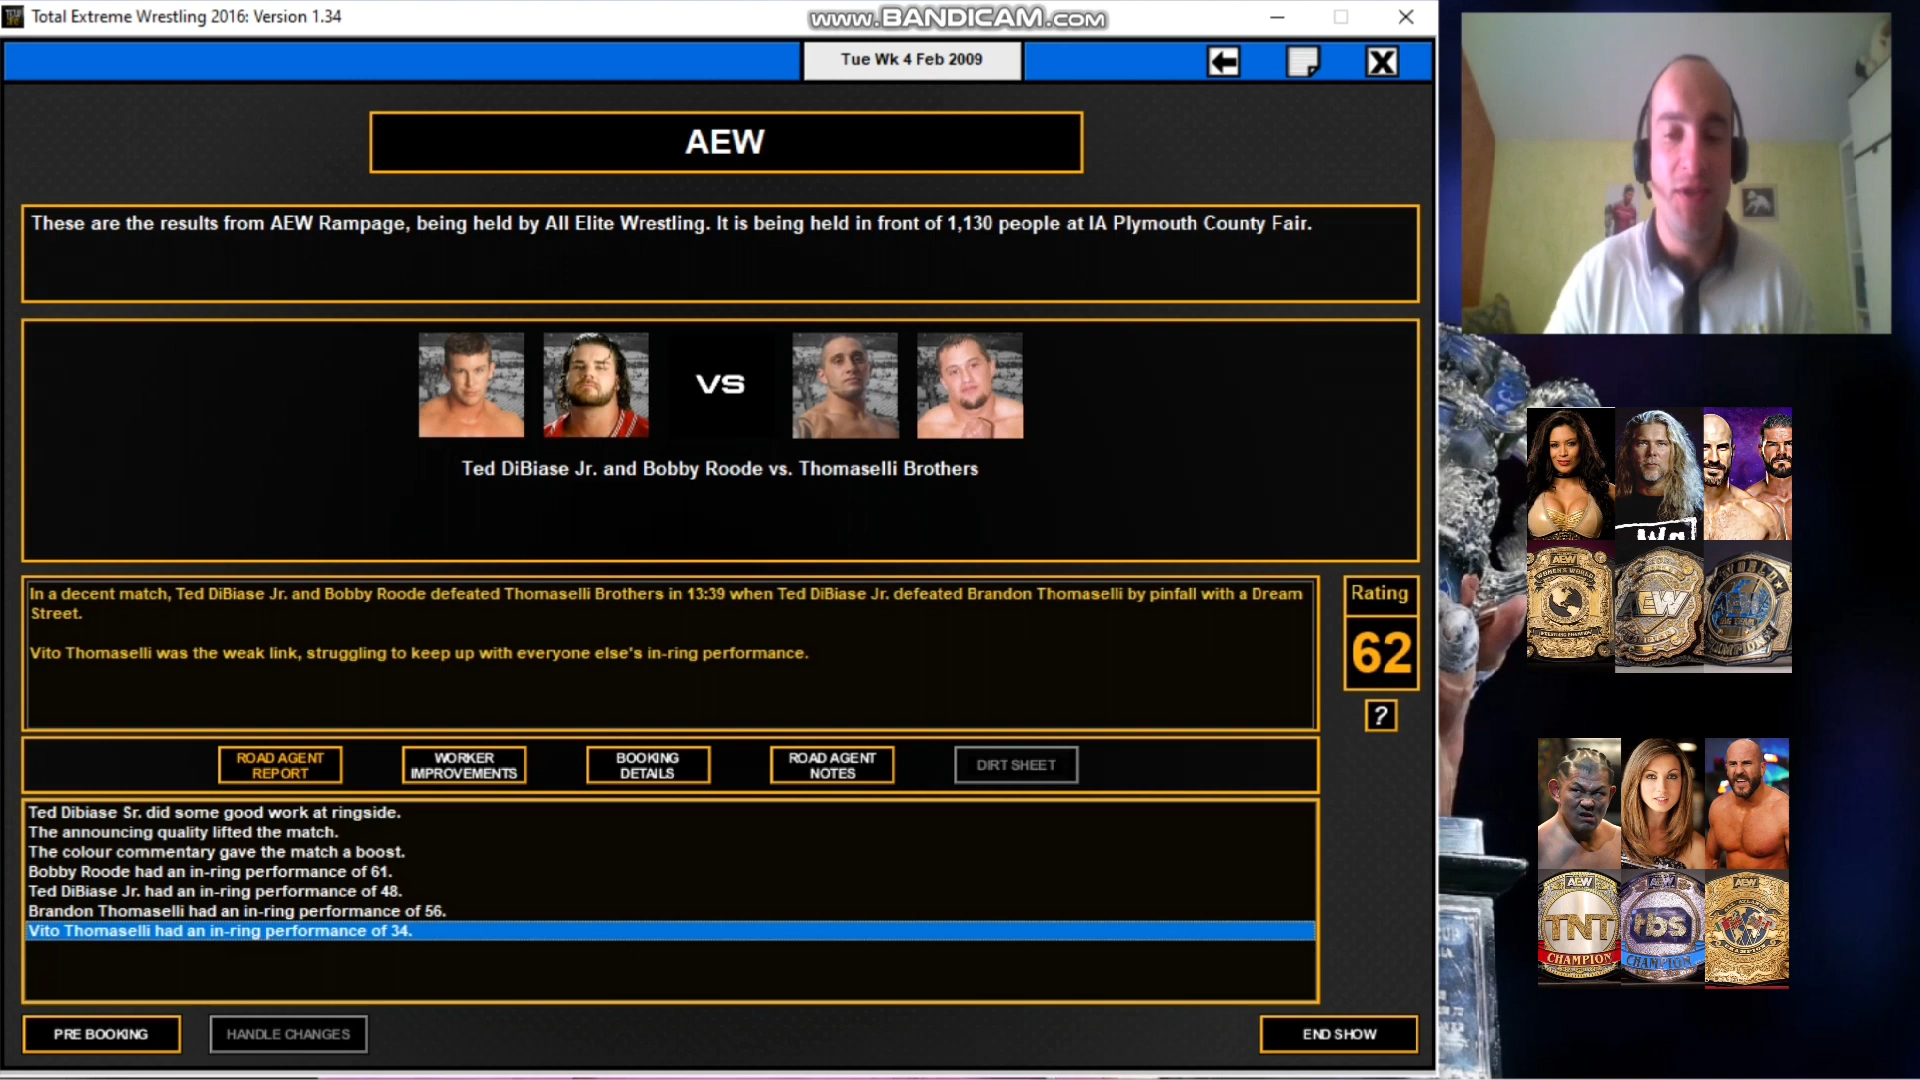 Total Extreme Wrestling 2016: Version 1.34
www.BANDICAM.com
Tue Wk 4 Feb 2009
AEW
These are the results from AEW Rampage, being held by All Elite Wrestling. It is being held in front of 1,130 people at IA Plymouth County Fair.
VS
Ted DiBiase Jr. and Bobby Roode vs. Thomaselli Brothers
In a decent match, Ted DiBiase Jr. and Bobby Roode defeated Thomaselli Brothers in 13:39 when Ted DiBiase Jr. defeated Brandon Thomaselli by pinfall with a Dream
Street.
Vito Thomaselli was the weak link, struggling to keep up with everyone else's in-ring performance.
Rating
62
?
ROAD AGENT
REPORT
WORKER
IMPROVEMENTS
BOOKING
DETAILS
ROAD AGENT
NOTES
DIRT SHEET
Ted Dibiase Sr. did some good work at ringside.
The announcing quality lifted the match.
The colour commentary gave the match a boost.
Bobby Roode had an in-ring performance of 61.
Ted DiBiase Jr. had an in-ring performance of 48.
Brandon Thomaselli had an in-ring performance of 56.
Vito Thomaselli had an in-ring performance of 34.
PRE BOOKING
HANDLE CHANGES
END SHOW
AEW
WOMEN'S WORLD
AEW
WORLD
AEW
TNT
CHAMPION
AEW
tbs
CHAMPION
AEW